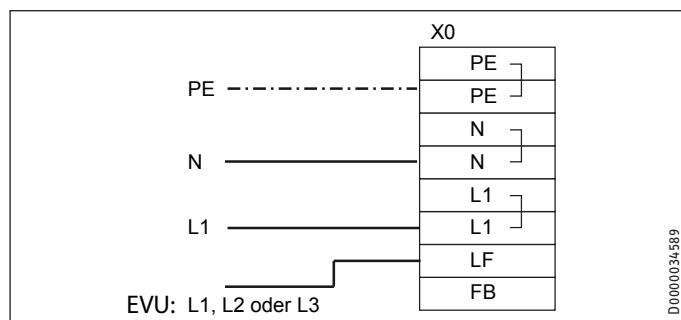 X0
PE
PE
PE
N
N
N
L1
L1
L1
LF
FB
EVU: L1, L2 oder L3
D0000034589